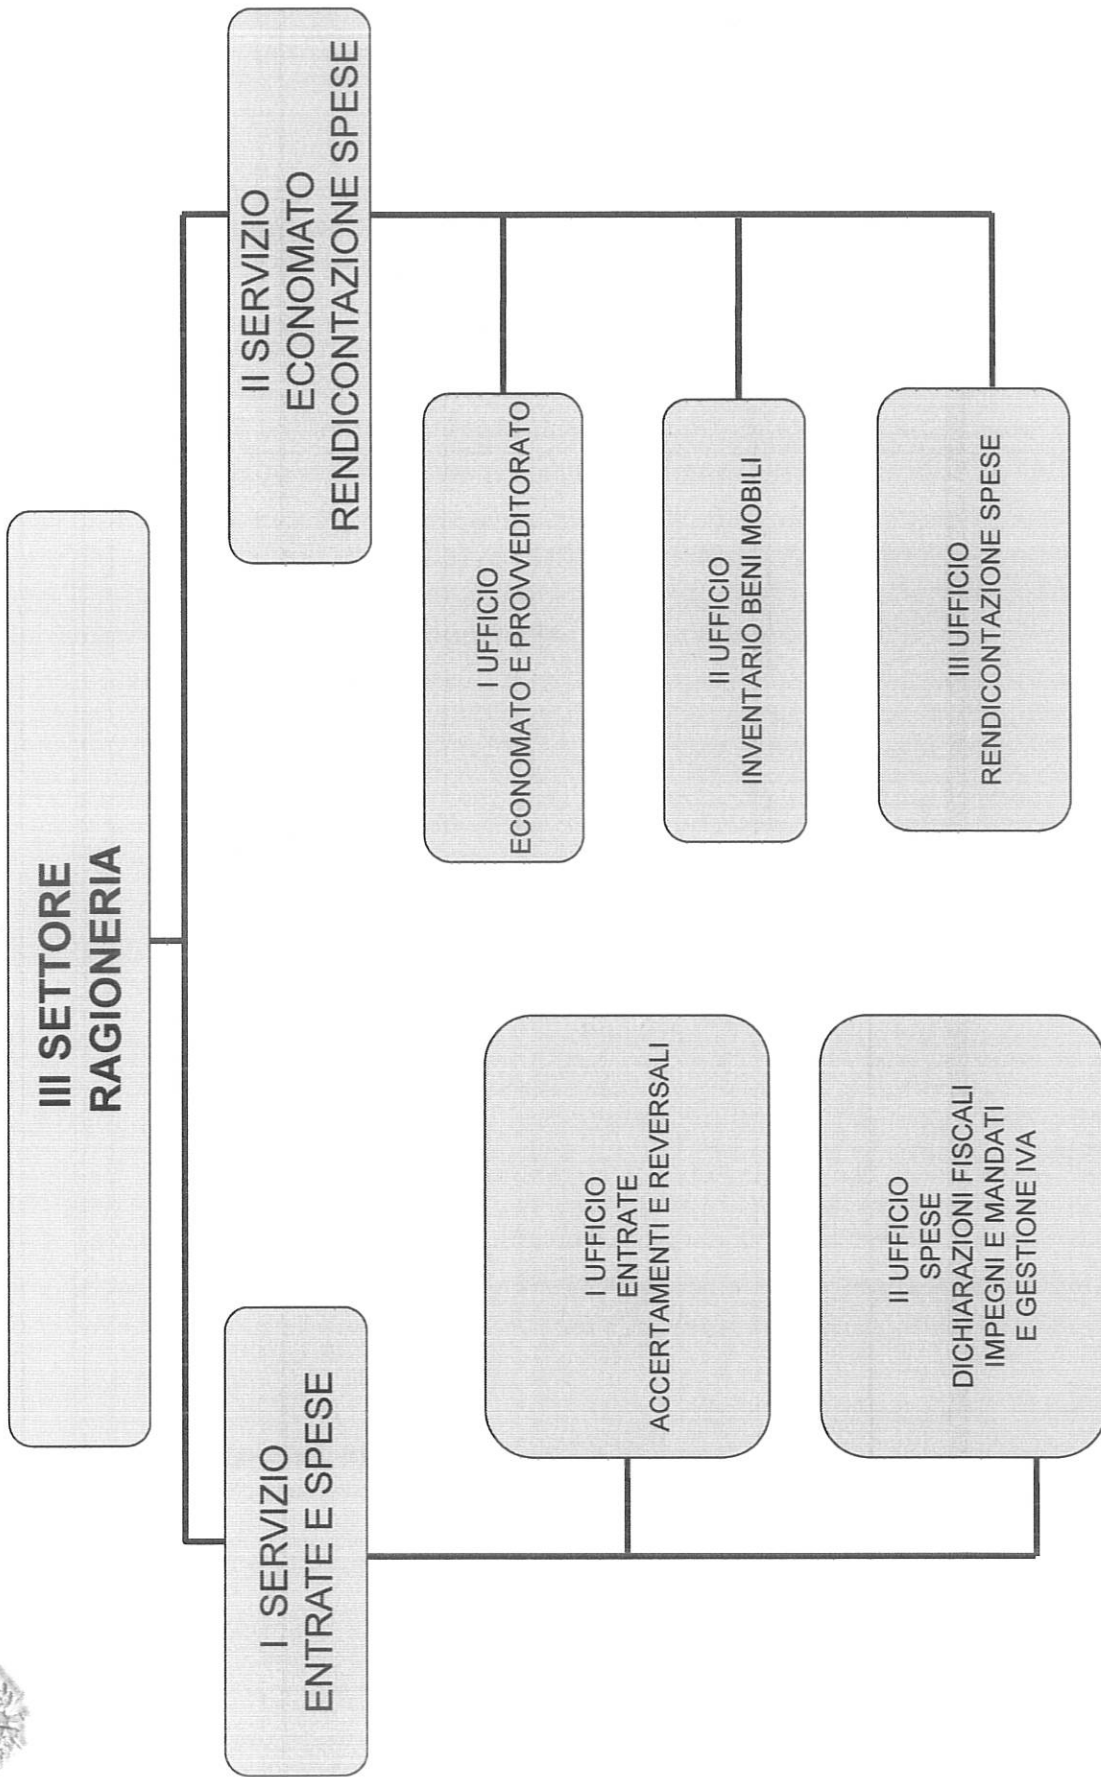 III SETTORE
RAGIONERIA
I SERVIZIO
ENTRATE E SPESE
I UFFICIO
ENTRATE
ACCERTAMENTI E REVERSALI
II UFFICIO
SPESE
DICHIARAZIONI FISCALI
IMPEGNI E MANDATI
E GESTIONE IVA
II SERVIZIO
ECONOMATO
RENDICONTAZIONE SPESE
I UFFICIO
ECONOMATO E PROVVEDITORATO
II UFFICIO
INVENTARIO BENI MOBILI
III UFFICIO
RENDICONTAZIONE SPESE